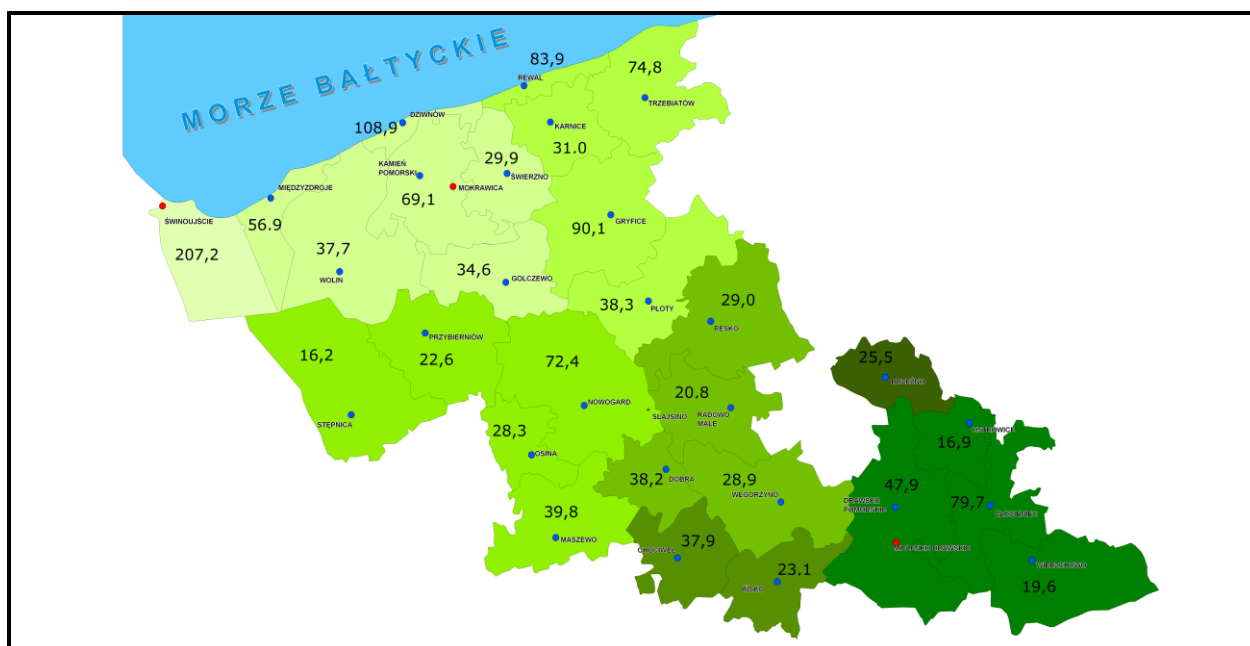 MORZE BAŁTYCKIE
83,9
REWAL
74,8
TRZEBIATÓW
DZIWNÓW
108,9
KARNICE
31.0
29,9
ŚWIERZNO
KAMIEŃ
POMORSKI
MOKRAWICA
69,1
MIĘDZYZDROJE
56.9
ŚWINOUJŚCIE
207,2
GRYFICE
90,1
37,7
WOLIN
34,6
GOLCZEWO
38,3
PŁOTY
29,0
RESKO
PRZYBIERNÓW
16,2
22,6
72,4
25,5
20.8
NOWOGARD
SŁAJSINO
RADOWO
MAŁE
STĘPNICA
28,3
OSINA
16,9
OSTROWICE
38,2
DOBRA
28,9
WĘGORZYNO
47,9
DRAWSKO
POMORSKIE
79,7
ZŁOCIENIEC
39,8
MASZEWO
37,9
CHOCIWEL
23.1
IŃSKO
WIERZCHOWO
19,6